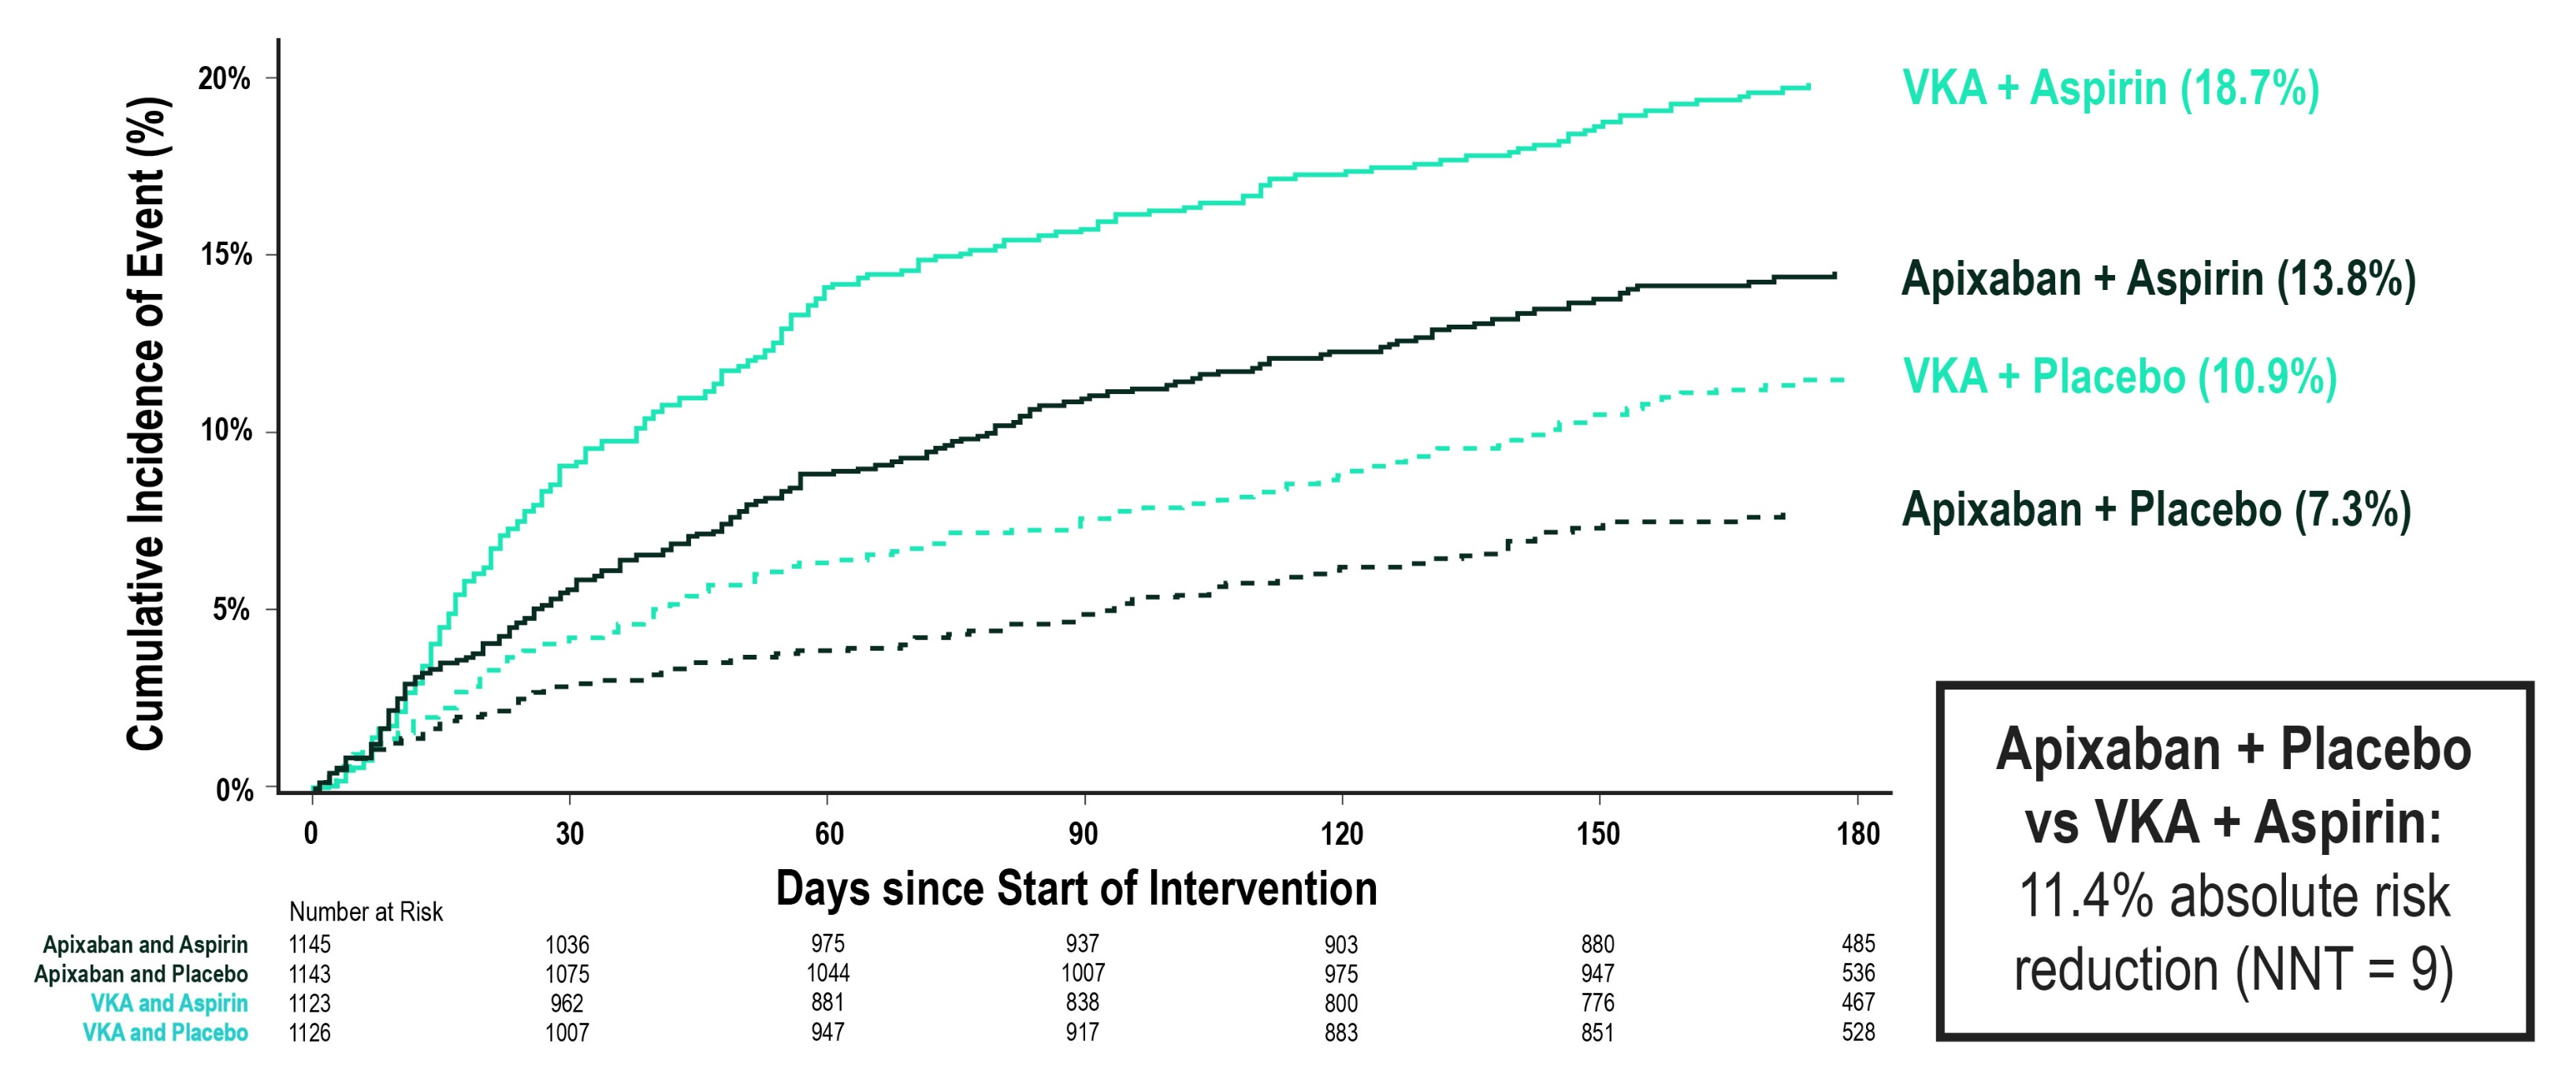 Cumulative Incidence of Event (%)
20%
15%
10%
5%
0%
0 30 60 90 120 150 180
Days since Start of Intervention
VKA + Aspirin (18.7%)
Apixaban + Aspirin (13.8%)
VKA + Placebo (10.9%)
Apixaban + Placebo (7.3%)
Number at Risk
Apixaban and Aspirin 1145 1036 975 937 903 880 485
Apixaban and Placebo 1143 1075 1044 1007 975 947 536
VKA and Aspirin 1123 962 881 838 800 776 467
VKA and Placebo 1126 1007 947 917 883 851 528
Apixaban + Placebo
vs VKA + Aspirin:
11.4% absolute risk
reduction (NNT = 9)